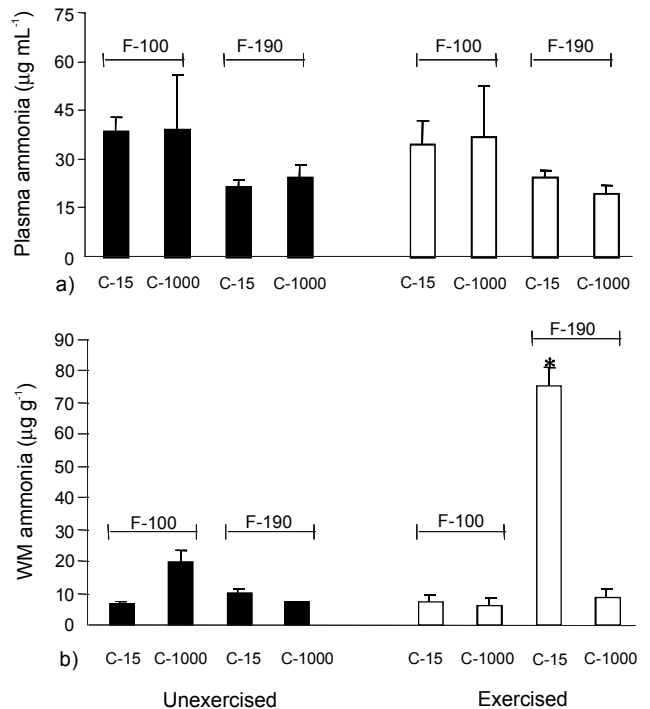 75
60
45
30
15
0
Plasma ammonia (µg mL⁻¹)
F-100 F-190 F-100 F-190
a) C-15 C-1000 C-15 C-1000 C-15 C-1000 C-15 C-1000
90
80
70
60
50
40
30
20
10
0
WM ammonia (µg g⁻¹)
F-190
*
F-100 F-190 F-100
b) C-15 C-1000 C-15 C-1000 C-15 C-1000 C-15 C-1000
Unexercised Exercised